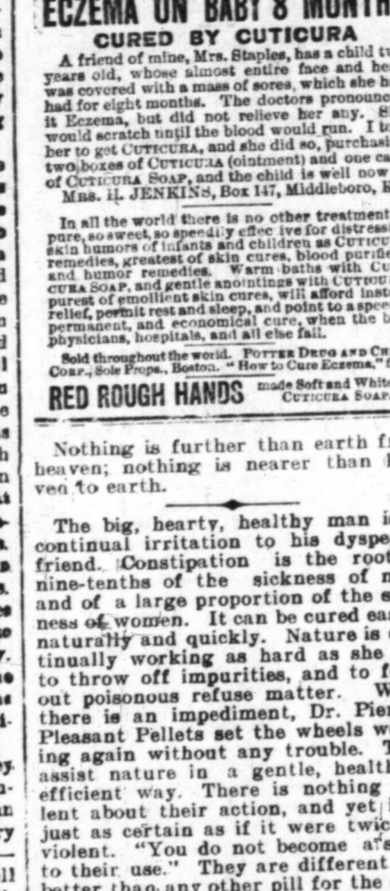 ECZEMA ON BABY 8 MONTH
CURED BY CUTICURA
A friend of mine, Mrs. Staples, has a child t
years old, whose almost entire face and he
was covered with a mass of sores, which she h
had for eight months. The doctors pronounc
it Eczema, but did not relieve her any. S
would scratch until the blood would run. I
her to get CUTICURA, and she did so, purchasi
two boxes of CUTICURA (ointment) and one ca
of CUTICURA SOAP, and the child is well now
MRS. H. JENKINS, Box 147, Middleboro,
In all the world there is no other treatment
pure, so sweet, so speedily effective for distress
skin humors of infants and children as CUTICU
remedies, greatest of skin cures, blood purifi
and humor remedies. Warm baths with CU
CURA SOAP, and gentle anointings with CUTICU
purest of emollient skin cures, will afford inst
relief, permit rest and sleep, and point to a spee
permanent, and economical cure, when the b
physicians, hospitals, and all else fail.
Sold throughout the world. POTTER DRUG AND CH
CORP., Sole Props., Boston. "How to Cure Eczema,"
RED ROUGH HANDS made Soft and Whit
CUTICURA SOAP
Nothing is further than earth f
heaven; nothing is nearer than
ven to earth.
The big, hearty, healthy man i
continual irritation to his dyspe
friend. Constipation is the root
nine-tenths of the sickness of
and of a large proportion of the s
ness of women. It can be cured ea
naturally and quickly. Nature is
tinually working as hard as she
to throw off impurities, and to f
out poisonous refuse matter. W
there is an impediment, Dr. Pier
Pleasant Pellets set the wheels w
ing again without any trouble. T
assist nature in a gentle, health
efficient way. There is nothing
lent about their action, and yet
just as certain as if it were twic
violent. "You do not become a's
to their use." They are different
better than any other pill for the